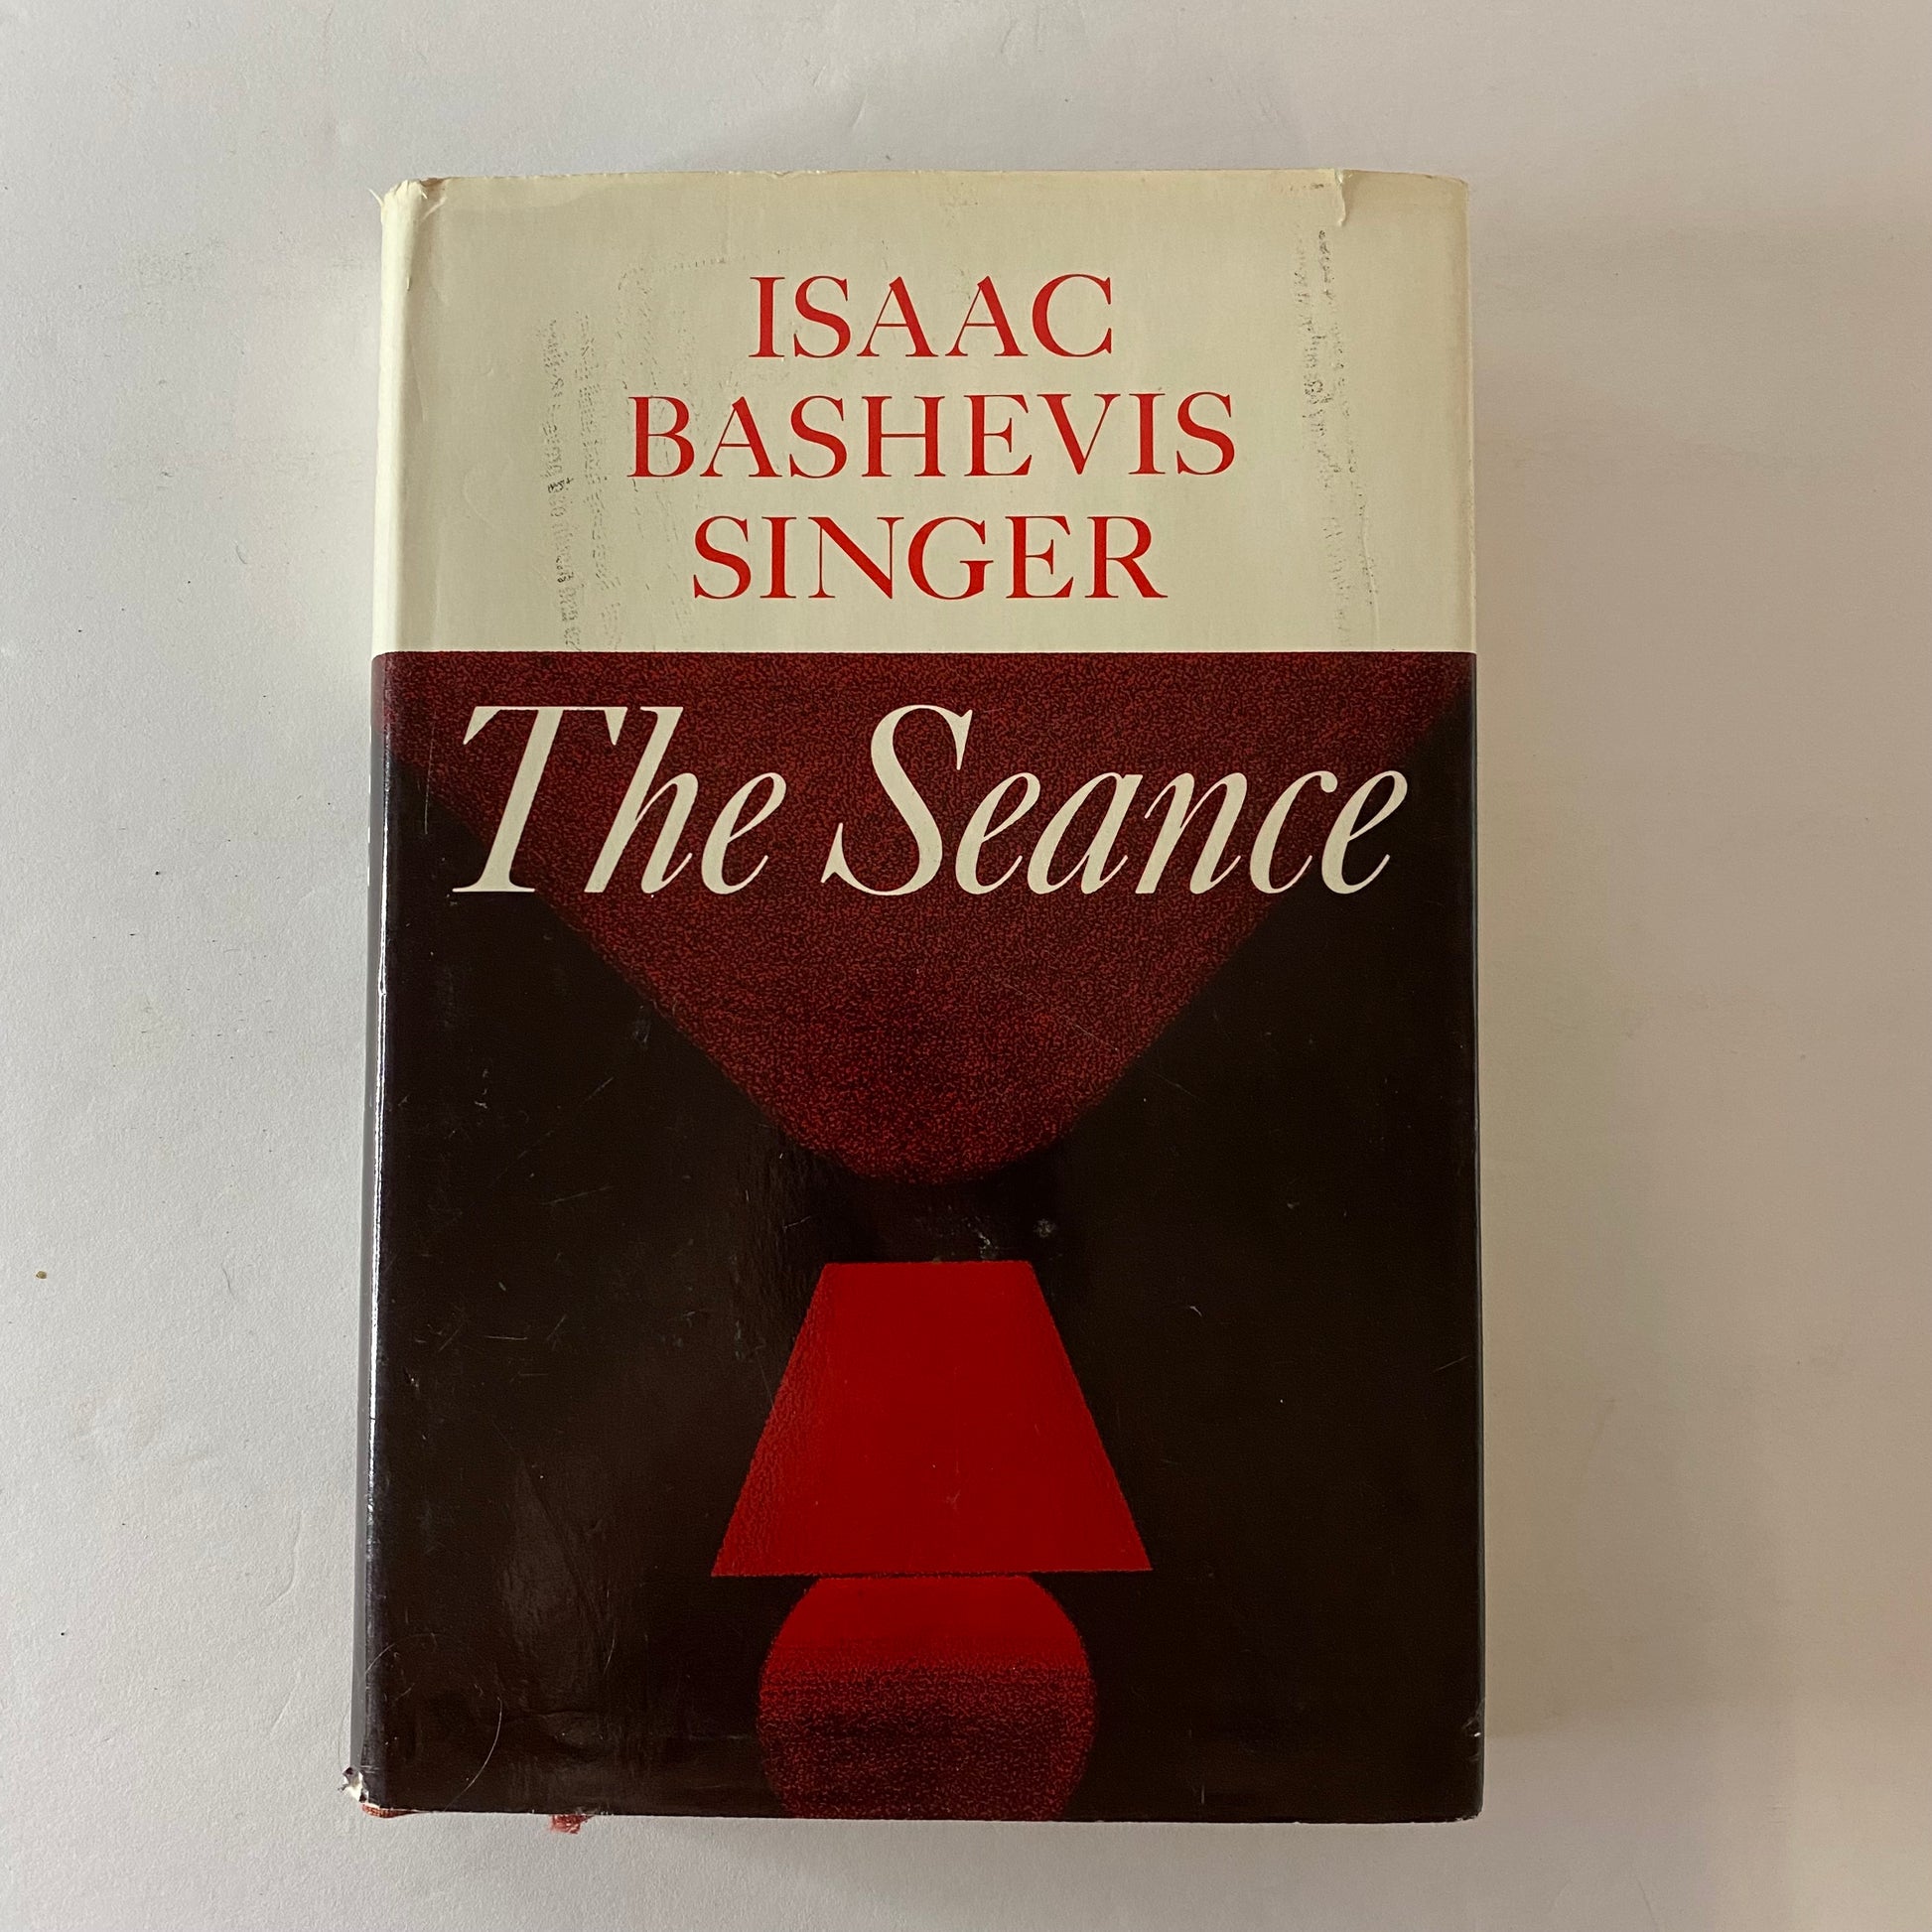 ISAAC
BASHEVIS
SINGER
The Seance